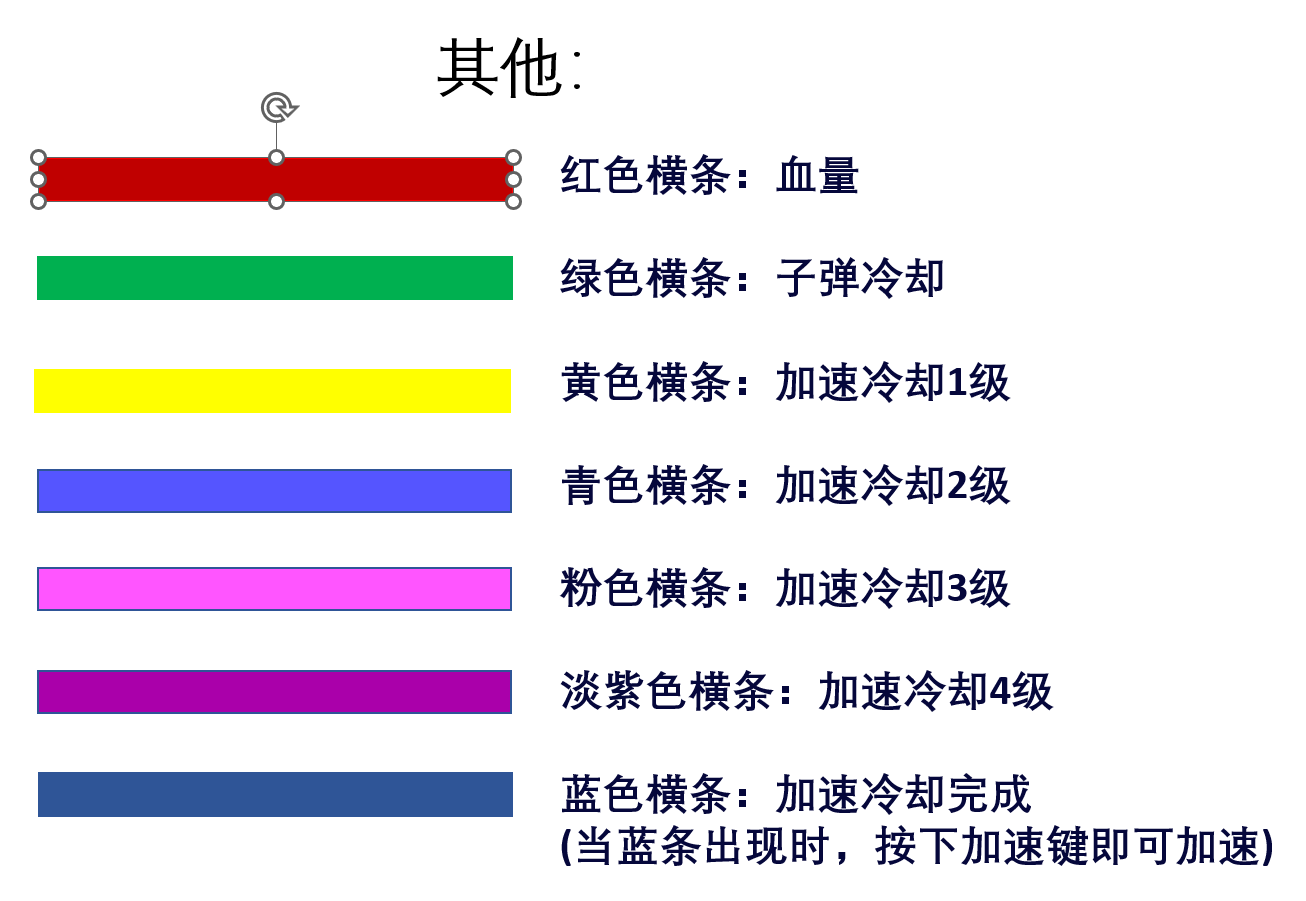 其他：
红色横条：血量
绿色横条：子弹冷却
黄色横条：加速冷却1级
青色横条：加速冷却2级
粉色横条：加速冷却3级
淡紫色横条：加速冷却4级
蓝色横条：加速冷却完成
(当蓝条出现时，按下加速键即可加速)